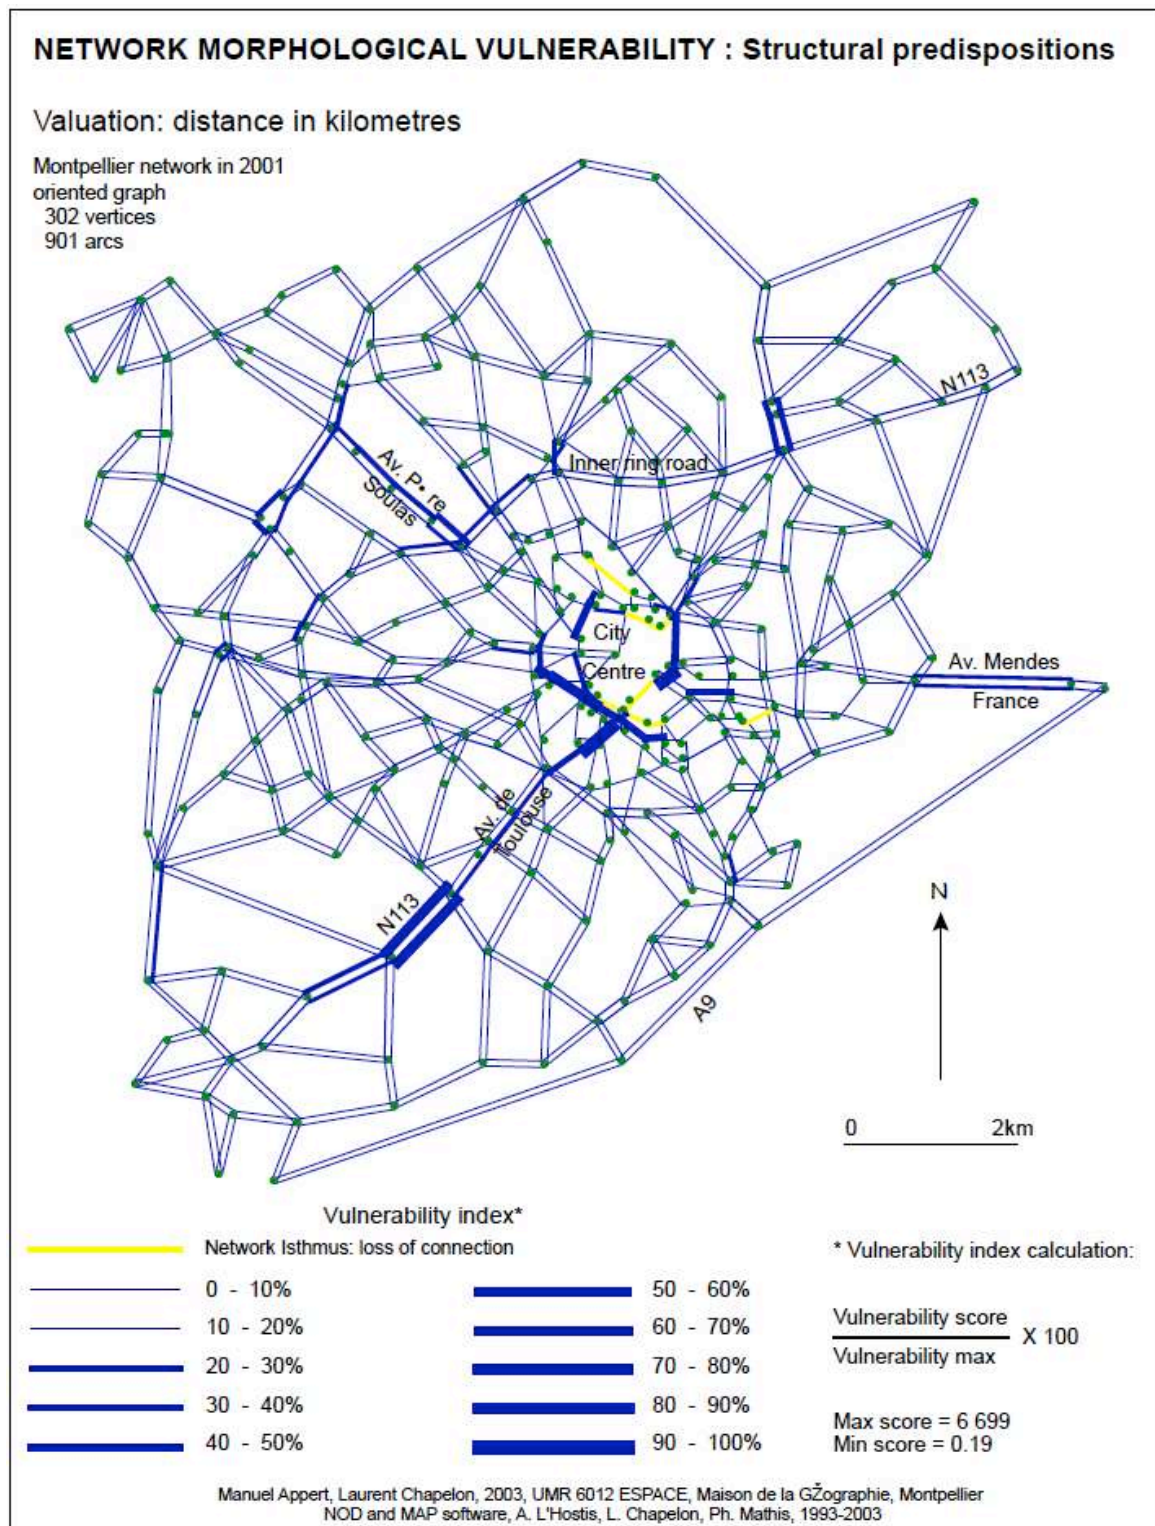 NETWORK MORPHOLOGICAL VULNERABILITY : Structural predispositions
Valuation: distance in kilometres
Montpellier network in 2001
oriented graph
302 vertices
901 arcs
N113
Av. P• re
Soulas
Inner ring road
City
Centre
Av. Mendes
France
Av. de
Toulouse
N113
N
A9
0 2km
Vulnerability index*
Network Isthmus: loss of connection
0 - 10%
10 - 20%
20 - 30%
30 - 40%
40 - 50%
50 - 60%
60 - 70%
70 - 80%
80 - 90%
90 - 100%
* Vulnerability index calculation:
Vulnerability score
X 100
Vulnerability max
Max score = 6 699
Min score = 0.19
Manuel Appert, Laurent Chapelon, 2003, UMR 6012 ESPACE, Maison de la GŽographie, Montpellier
NOD and MAP software, A. L'Hostis, L. Chapelon, Ph. Mathis, 1993-2003